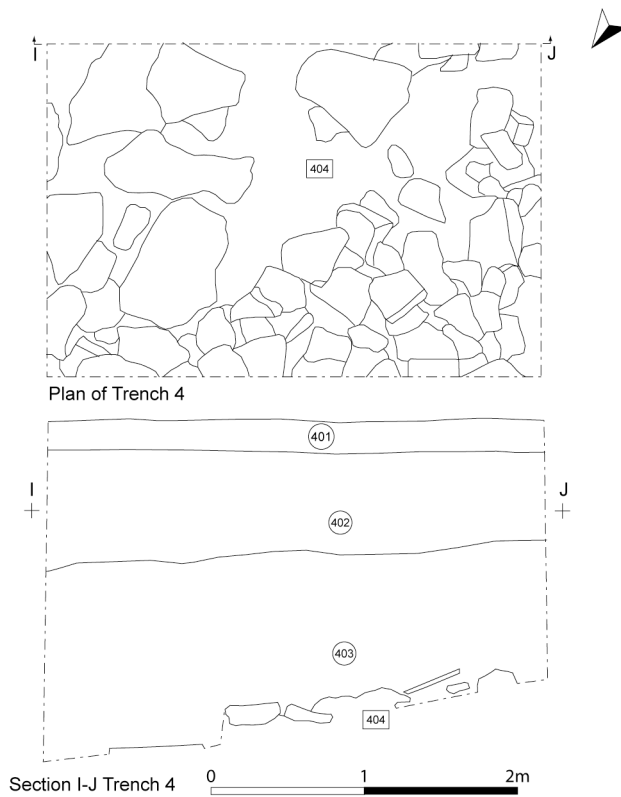 I J
404
Plan of Trench 4
401
I J
402
403
404
Section I-J Trench 4
0 1 2m